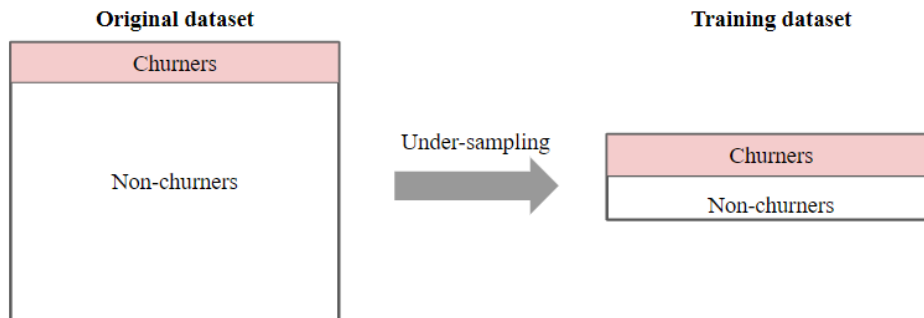 Original dataset
Training dataset
Churners
Non-churners
Under-sampling
Churners
Non-churners